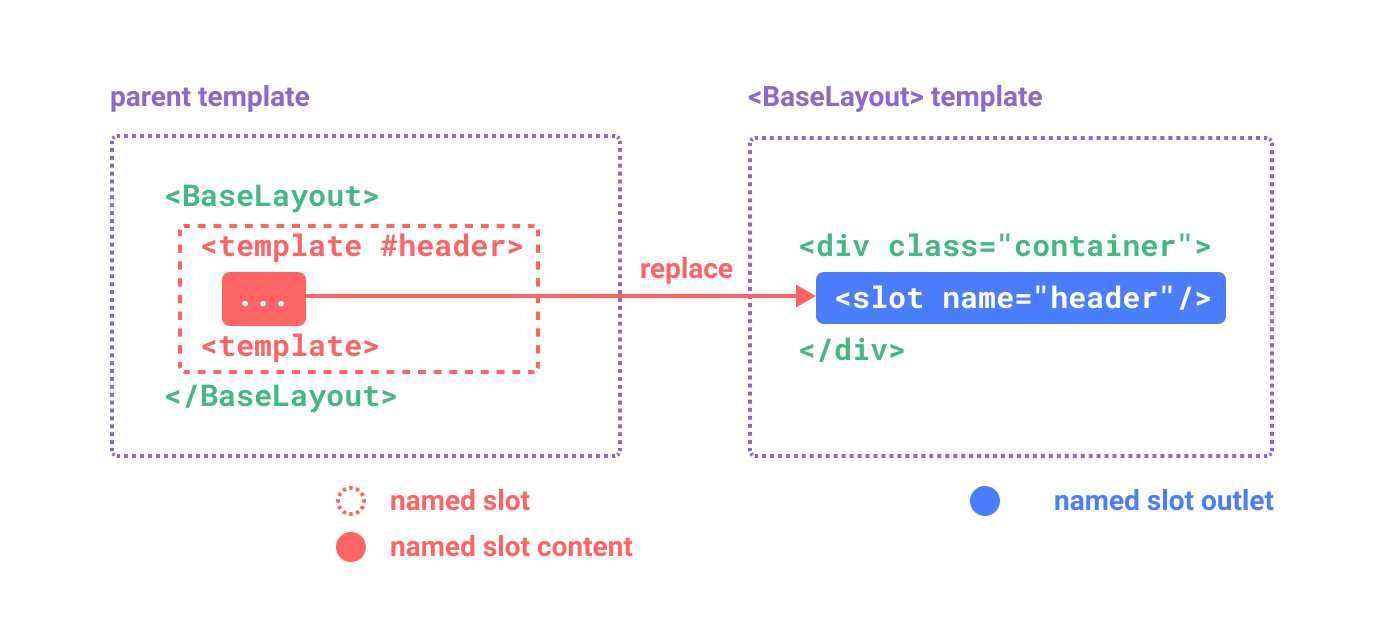 parent template
<BaseLayout>
<template #header>
...
<template>
</BaseLayout>
replace
<BaseLayout> template
<div class="container">
<slot name="header"/>
</div>
named slot
named slot content
named slot outlet